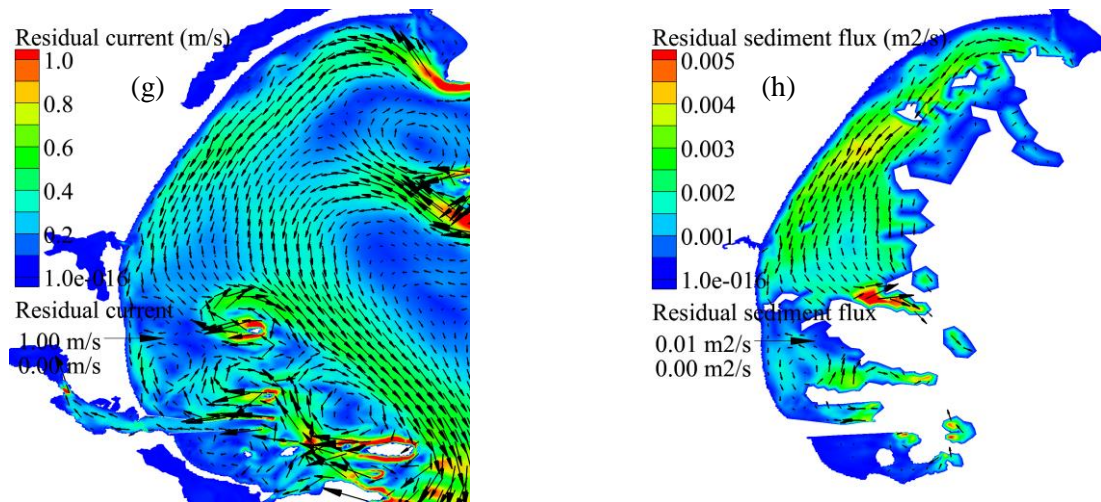 Residual current (m/s)
1.0
(g)
0.8
0.6
0.4
0.2
1.0e-016
Residual current
1.00 m/s
0.00 m/s
Residual sediment flux (m2/s)
0.005
(h)
0.004
0.003
0.002
0.001
1.0e-016
Residual sediment flux
0.01 m2/s
0.00 m2/s